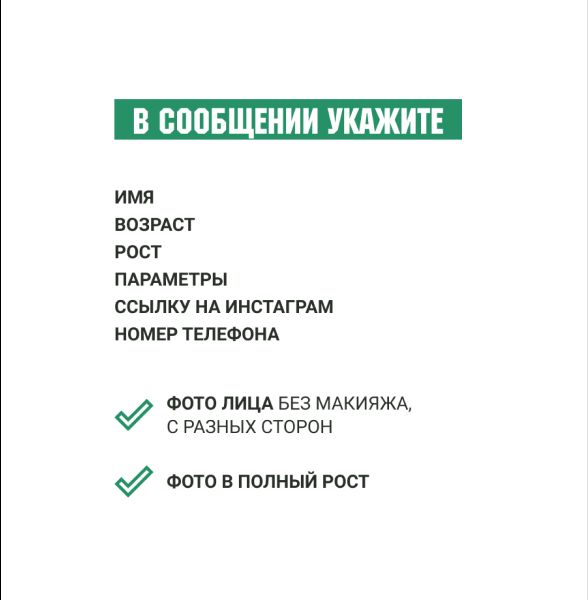 В СООБЩЕНИИ УКАЖИТЕ
ИМЯ
ВОЗРАСТ
РОСТ
ПАРАМЕТРЫ
ССЫЛКУ НА ИНСТАГРАМ
НОМЕР ТЕЛЕФОНА
ФОТО ЛИЦА БЕЗ МАКИЯЖА,
С РАЗНЫХ СТОРОН
ФОТО В ПОЛНЫЙ РОСТ